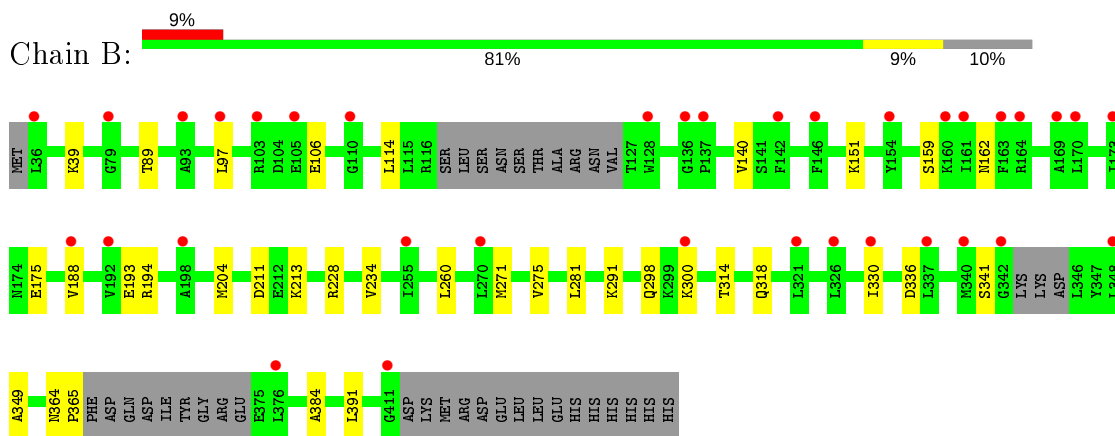 9%
Chain B:
81% 9% 10%
MET L36 K39 G79 T89 A93 L97 R103 D104 E105 E106 G110 L114 L115 R116 SER LEU SER ASN SER THR ALA ARG ASN VAL T127 W128 G136 P137 V140 S141 F142 F146 K151 Y154 S159 K160 I161 N162 F163 R164 A169 L170 I173
N174 E175 V188 V192 E193 R194 A198 M204 D211 E212 K213 R228 V234 I255 L260 L270 M271 V275 L281 K291 Q298 K299 K300 T314 Q318 L321 L326 I330 D336 L337 M340 S341 G342 LYS LYS ASP L346 Y347 L348
A349 N364 P365 PHE ASP GLN ASP ILE TYR GLY ARG GLU E375 L376 A384 L391 G411 ASP LYS MET ARG ASP GLU LEU LEU GLU HIS HIS HIS HIS HIS HIS